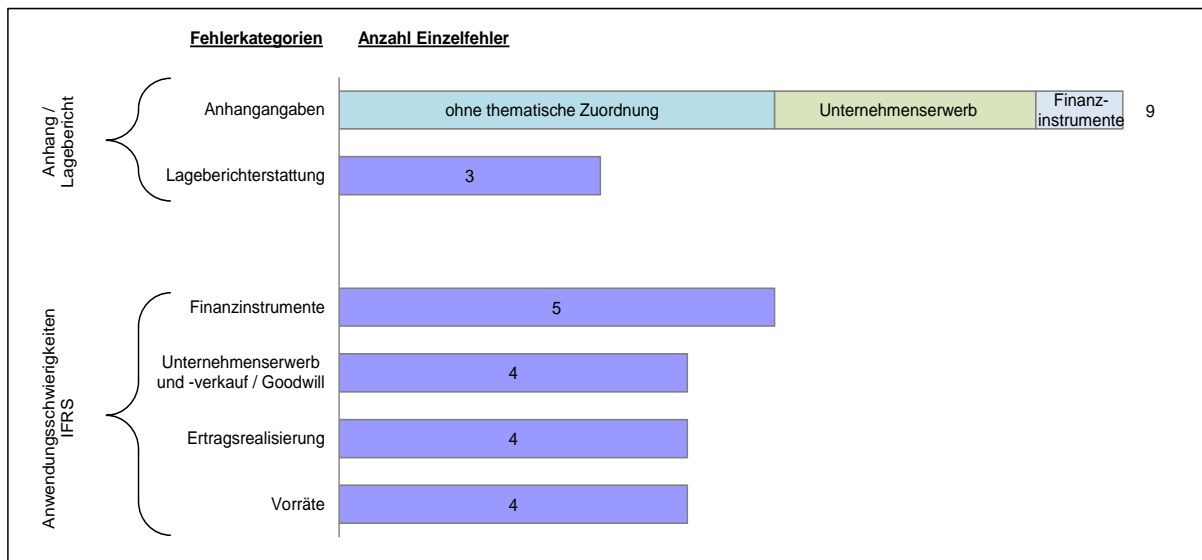 Fehlerkategorien
Anzahl Einzelfehler
Anhang /
Lagebericht
Anhangangaben
ohne thematische Zuordnung
Unternehmenserwerb
Finanz-
instrumente
9
Lageberichterstattung
3
Anwendungsschwierigkeiten
IFRS
Finanzinstrumente
5
Unternehmenserwerb
und -verkauf / Goodwill
4
Ertragsrealisierung
4
Vorräte
4